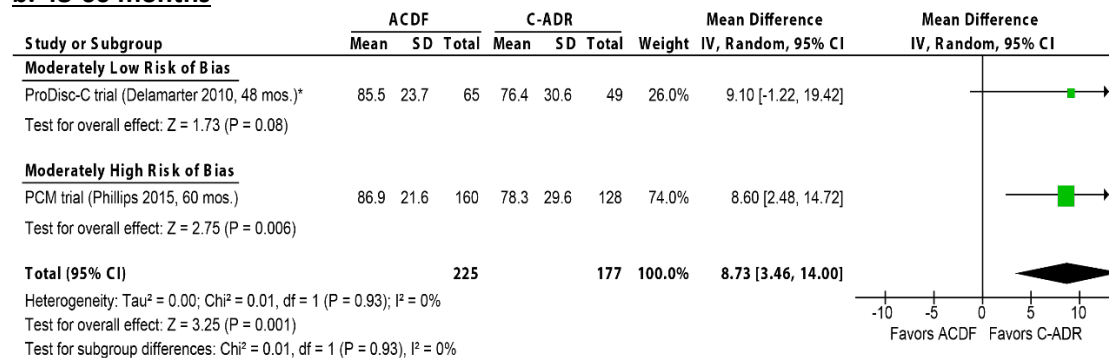 b. 48-60 months
ACDF C-ADR Mean Difference Mean Difference
Study or Subgroup Mean SD Total Mean SD Total Weight IV, Random, 95% CI IV, Random, 95% CI
Moderately Low Risk of Bias
ProDisc-C trial (Delamarter 2010, 48 mos.)* 85.5 23.7 65 76.4 30.6 49 26.0% 9.10 [-1.22, 19.42]
Test for overall effect: Z = 1.73 (P = 0.08)
Moderately High Risk of Bias
PCM trial (Phillips 2015, 60 mos.) 86.9 21.6 160 78.3 29.6 128 74.0% 8.60 [2.48, 14.72]
Test for overall effect: Z = 2.75 (P = 0.006)
Total (95% CI) 225 177 100.0% 8.73 [3.46, 14.00]
Heterogeneity: Tau² = 0.00; Chi² = 0.01, df = 1 (P = 0.93); I² = 0%
Test for overall effect: Z = 3.25 (P = 0.001)
Test for subgroup differences: Chi² = 0.01, df = 1 (P = 0.93), I² = 0%
-10 -5 0 5 10
Favors ACDF Favors C-ADR